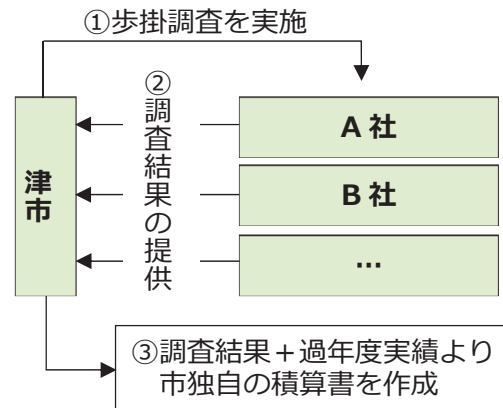 ①歩掛調査を実施
②調査結果の提供
津市
A社
B社
…
③調査結果＋過年度実績より
市独自の積算書を作成